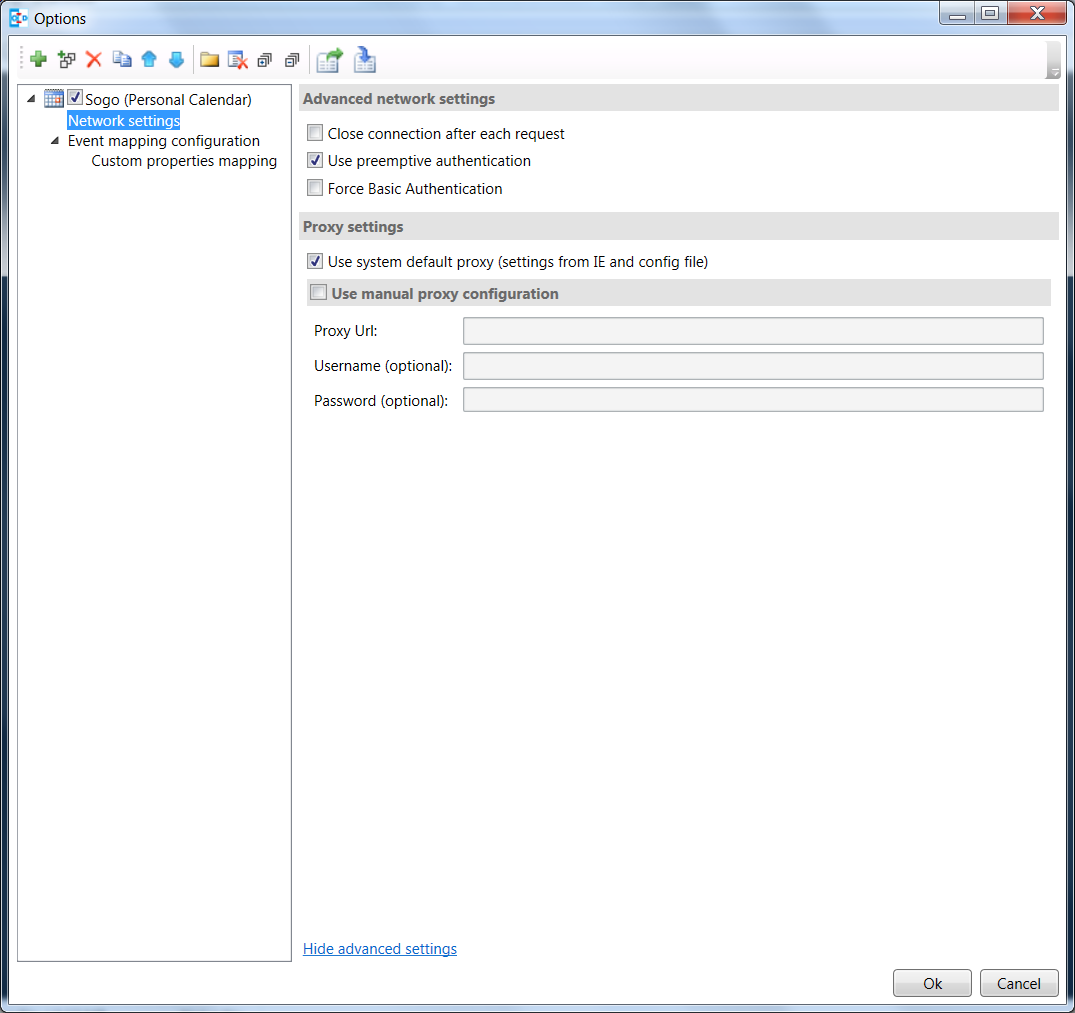 Options
Sogo (Personal Calendar)
Network settings
Event mapping configuration
Custom properties mapping
Advanced network settings
Close connection after each request
Use preemptive authentication
Force Basic Authentication
Proxy settings
Use system default proxy (settings from IE and config file)
Use manual proxy configuration
Proxy Url:
Username (optional):
Password (optional):
Hide advanced settings
Ok
Cancel